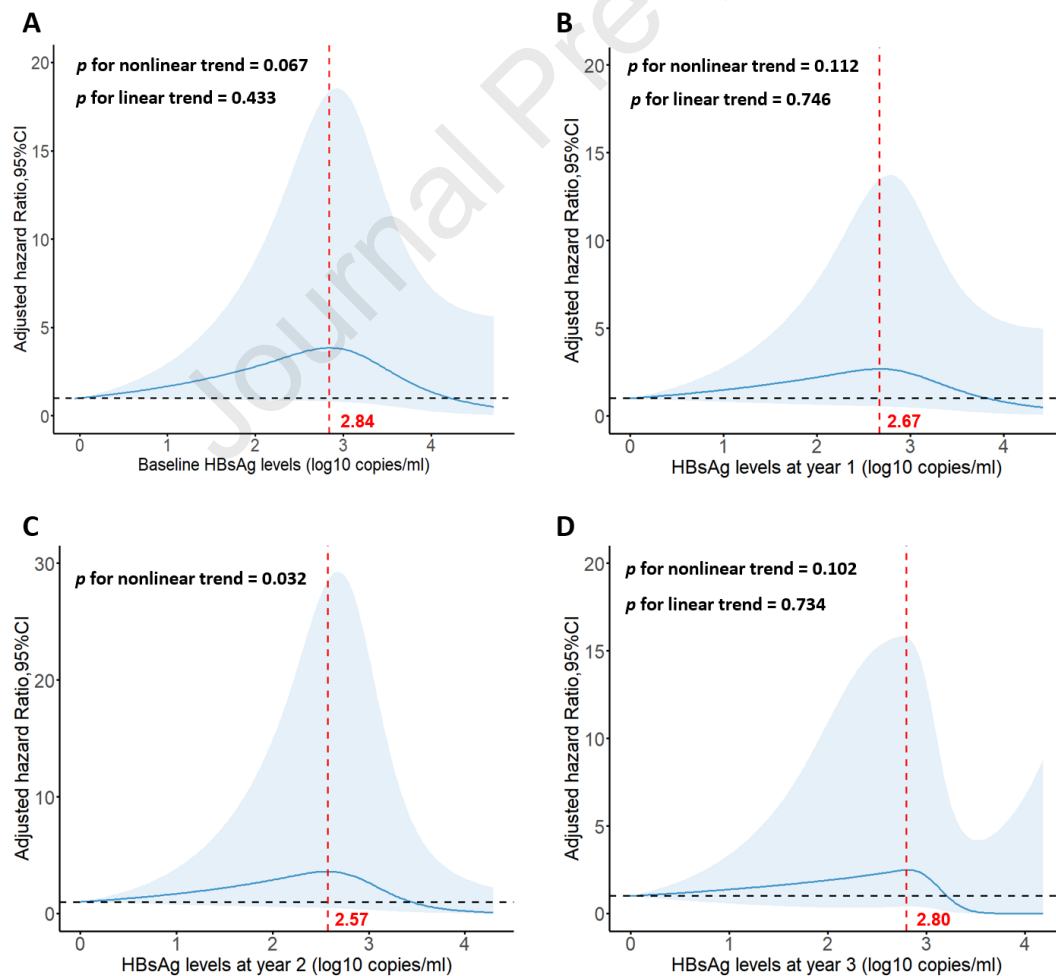 Journal Pre
A
p for nonlinear trend = 0.067
p for linear trend = 0.433
Adjusted hazard Ratio,95%CI
20
15
10
5
0
2.84
0 1 2 3 4
Baseline HBsAg levels (log10 copies/ml)
B
p for nonlinear trend = 0.112
p for linear trend = 0.746
Adjusted hazard Ratio,95%CI
20
15
10
5
0
2.67
0 1 2 3 4
HBsAg levels at year 1 (log10 copies/ml)
C
p for nonlinear trend = 0.032
Adjusted hazard Ratio,95%CI
30
20
10
0
2.57
0 1 2 3 4
HBsAg levels at year 2 (log10 copies/ml)
D
p for nonlinear trend = 0.102
p for linear trend = 0.734
Adjusted hazard Ratio,95%CI
20
15
10
5
0
2.80
0 1 2 3 4
HBsAg levels at year 3 (log10 copies/ml)